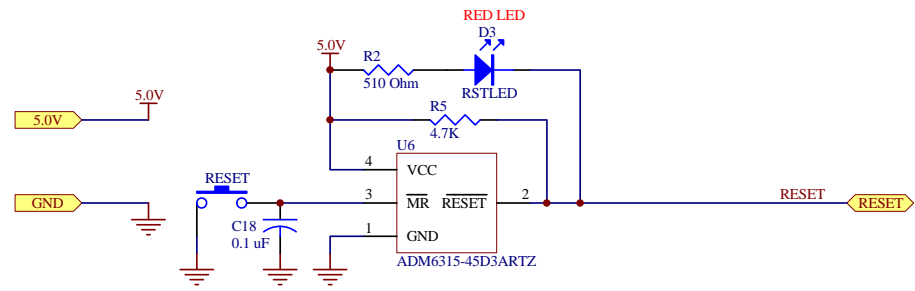 RED LED
D3
5.0V
R2
510 Ohm
RSTLED
5.0V
5.0V
R5
4.7K
U6
4
VCC
RESET
GND
3
MR
RESET
2
RESET
RESET
C18
0.1 uF
1
GND
ADM6315-45D3ARTZ